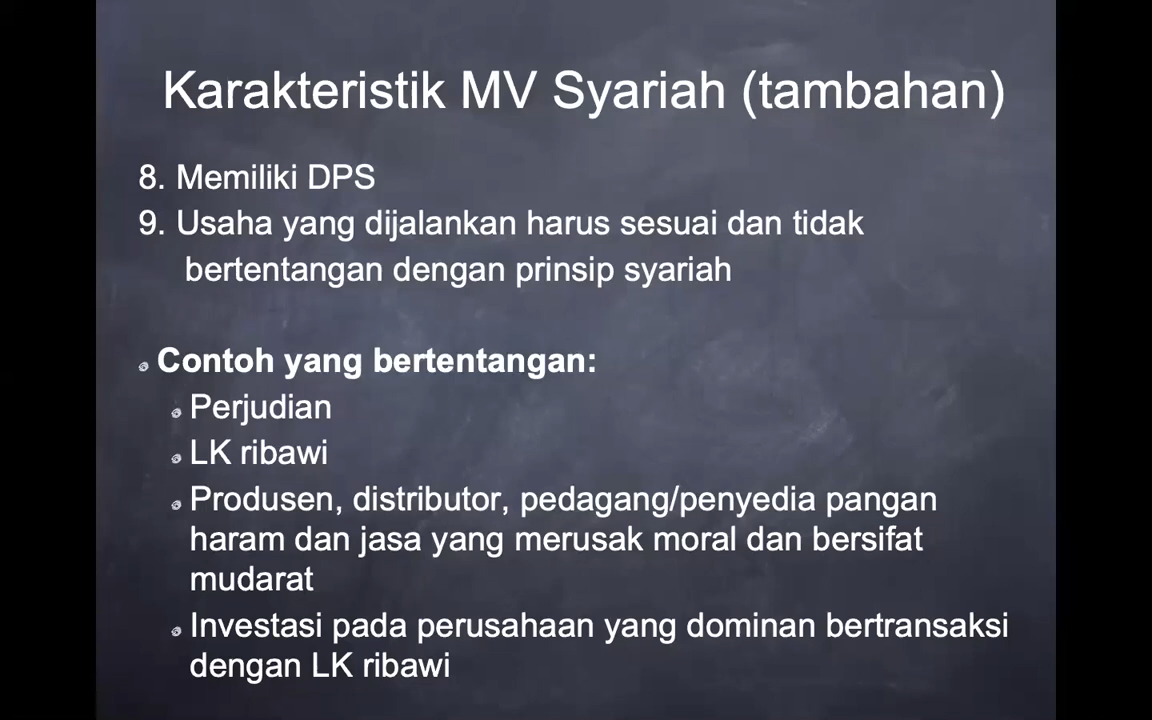 Karakteristik MV Syariah (tambahan)
8. Memiliki DPS
9. Usaha yang dijalankan harus sesuai dan tidak
bertentangan dengan prinsip syariah
Contoh yang bertentangan:
Perjudian
LK ribawi
Produsen, distributor, pedagang/penyedia pangan
haram dan jasa yang merusak moral dan bersifat
mudarat
Investasi pada perusahaan yang dominan bertransaksi
dengan LK ribawi